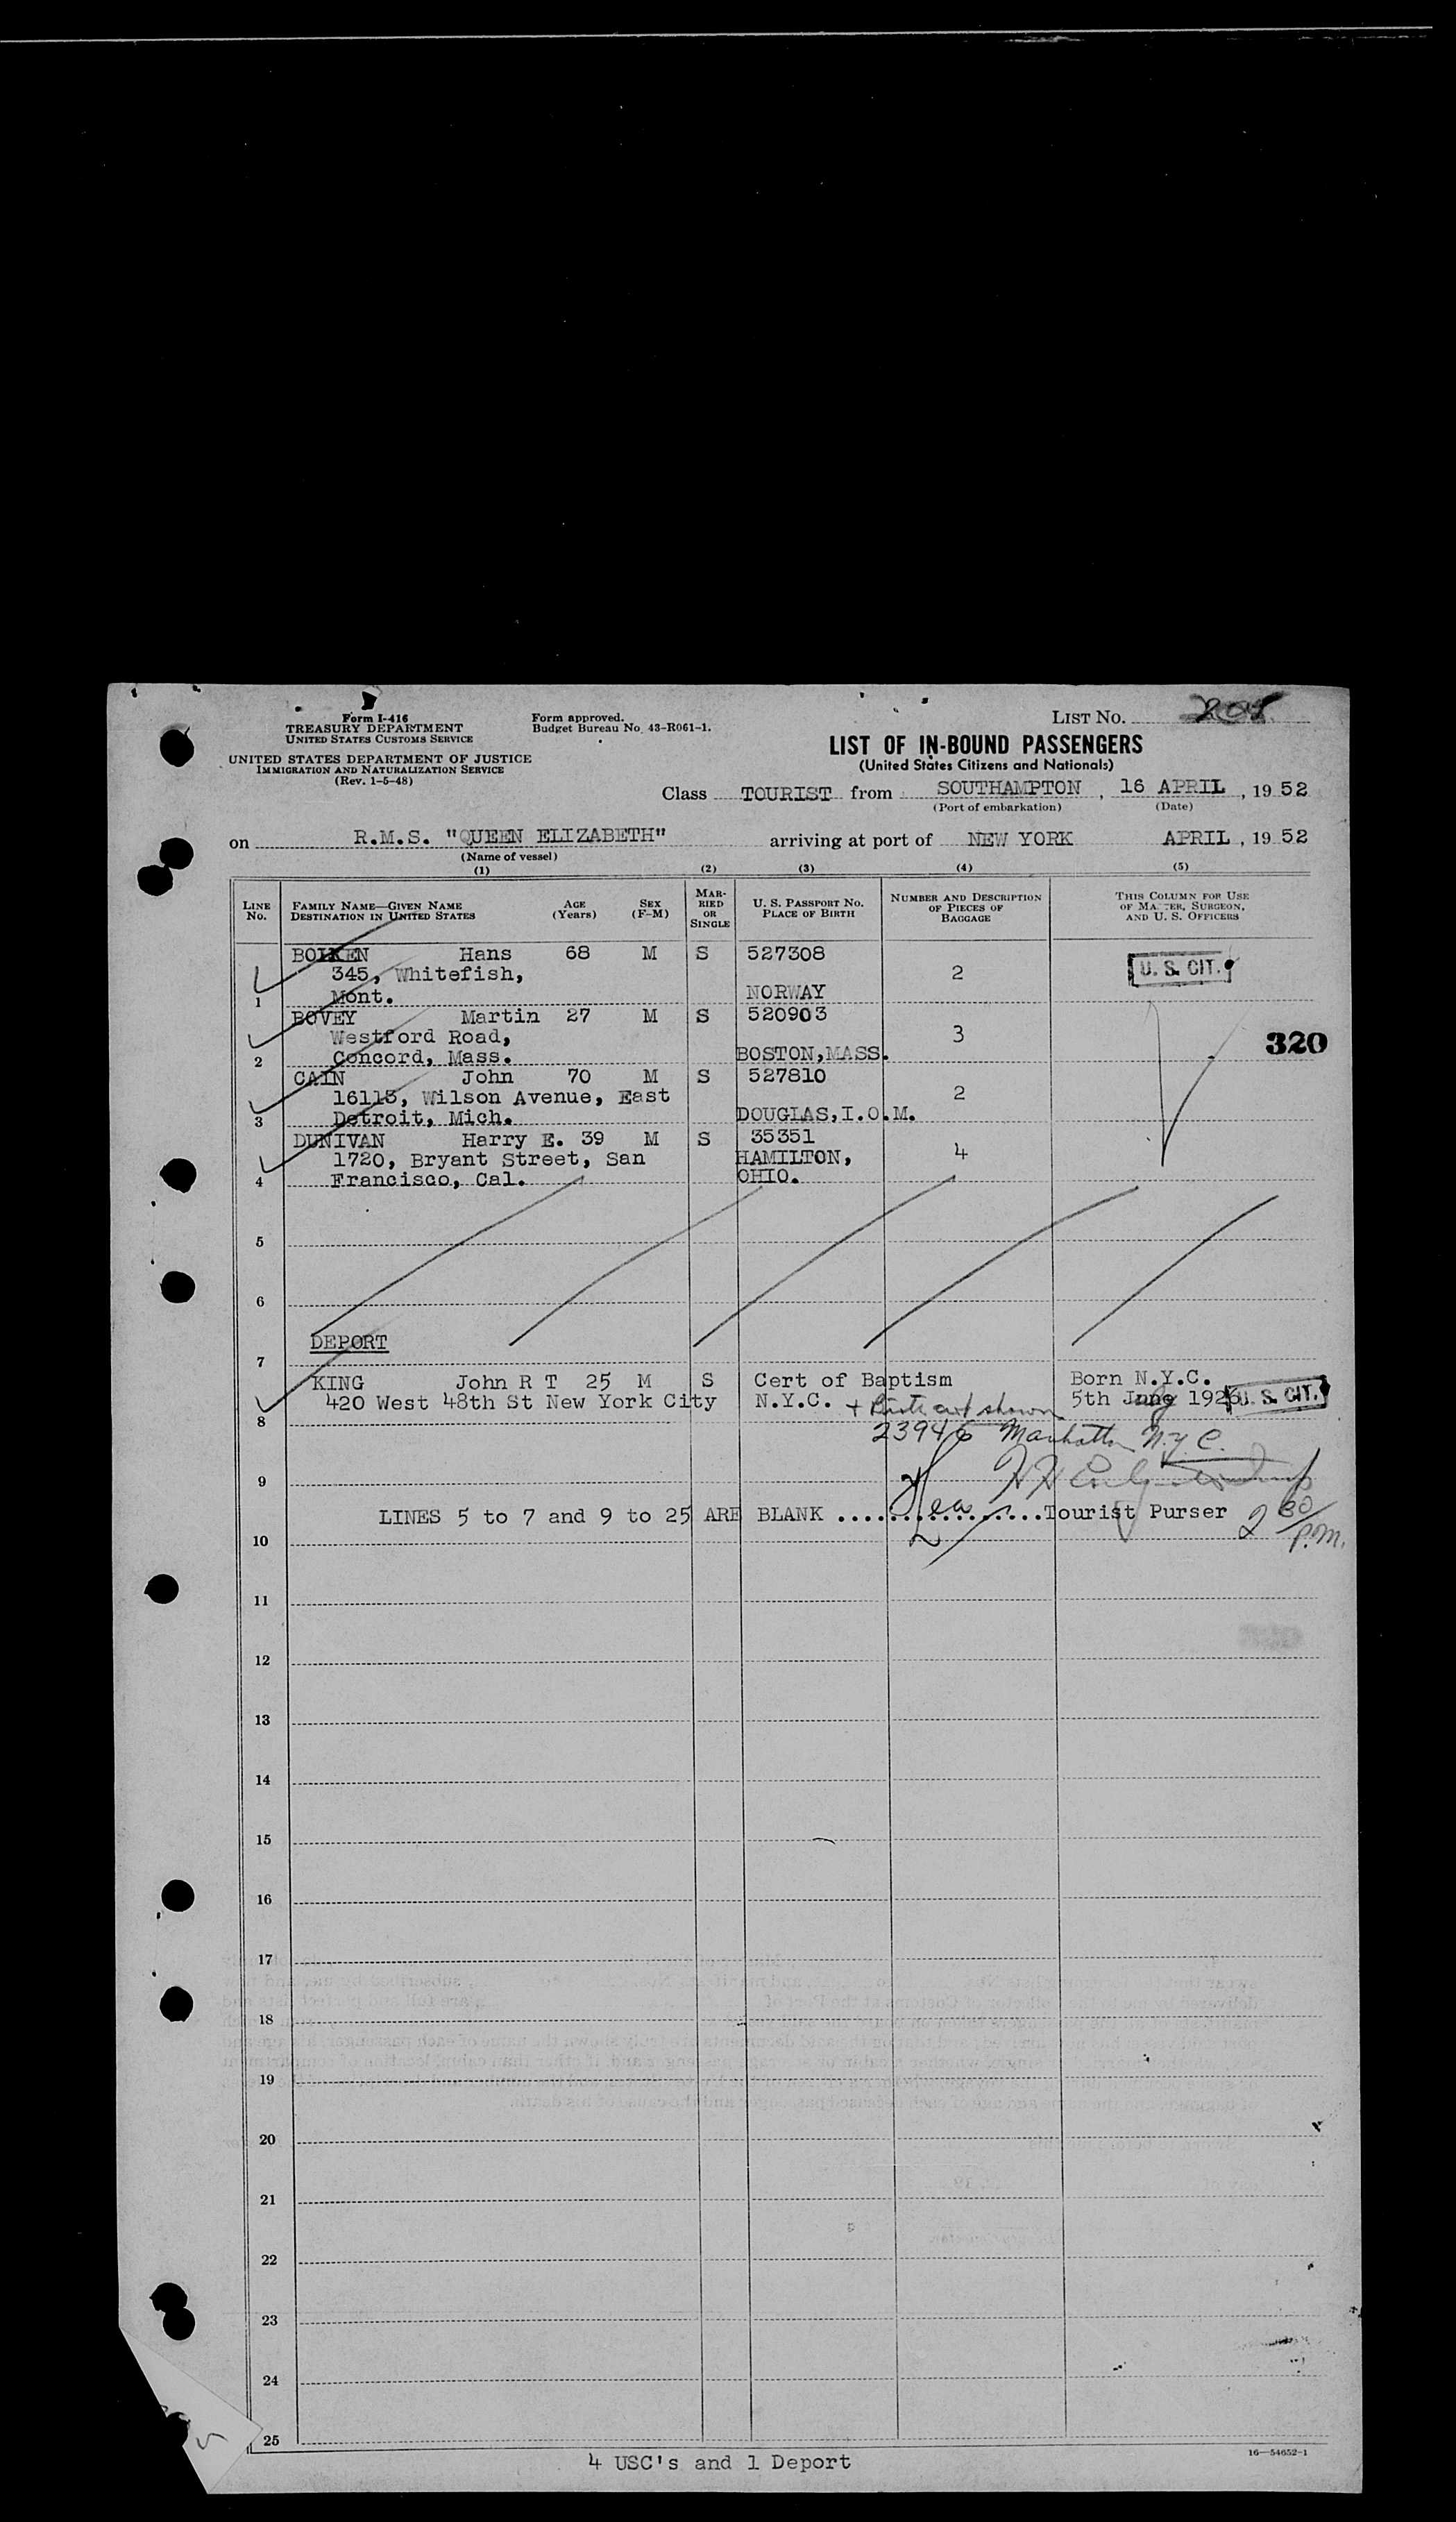 Form I-416
TREASURY DEPARTMENT
UNITED STATES CUSTOMS SERVICE
UNITED STATES DEPARTMENT OF JUSTICE
IMMIGRATION AND NATURALIZATION SERVICE
(Rev. 1-5-48)
Form approved.
Budget Bureau No. 43-R061-1.
LIST NO.
LIST OF IN-BOUND PASSENGERS
(United States Citizens and Nationals)
Class TOURIST from SOUTHAMPTON , 16 APRIL , 19 52
(Port of embarkation) (Date)
on R.M.S. "QUEEN ELIZABETH" arriving at port of NEW YORK APRIL , 19 52
(Name of vessel)
(1) (2) (3) (4) (5)
LINE NO. FAMILY NAME—GIVEN NAME DESTINATION IN UNITED STATES AGE (Years) SEX (F-M) MARRIED OR SINGLE U. S. PASSPORT NO. PLACE OF BIRTH NUMBER AND DESCRIPTION OF PIECES OF BAGGAGE THIS COLUMN FOR USE OF MASTER, SURGEON, AND U. S. OFFICERS
BOIKEN Hans 68 M S 527308
345, Whitefish, 2 U. S. CIT.
1 Mont. NORWAY
BOVEY Martin 27 M S 520903
Westford Road, 3 320
2 Concord, Mass. BOSTON,MASS.
CAIN John 70 M S 527810
16113, Wilson Avenue, East 2
3 Detroit, Mich. DOUGLAS,I.O.M.
DUNIVAN Harry E. 39 M S 35351
1720, Bryant Street, San HAMILTON, 4
4 Francisco, Cal. OHIO.
5
6
DEPORT
7
KING John R T 25 M S Cert of Baptism Born N.Y.C.
420 West 48th St New York City N.Y.C. + Birth cert shown 5th June July 1926 U. S. CIT.
8 23946 Manhattan N.Y.C.
9
LINES 5 to 7 and 9 to 25 ARE BLANK .................Tourist Purser 2 30/P.M.
10
11
12
13
14
15
16
17
18
19
20
21
22
23
24
25
4 USC's and 1 Deport
16—54652-1